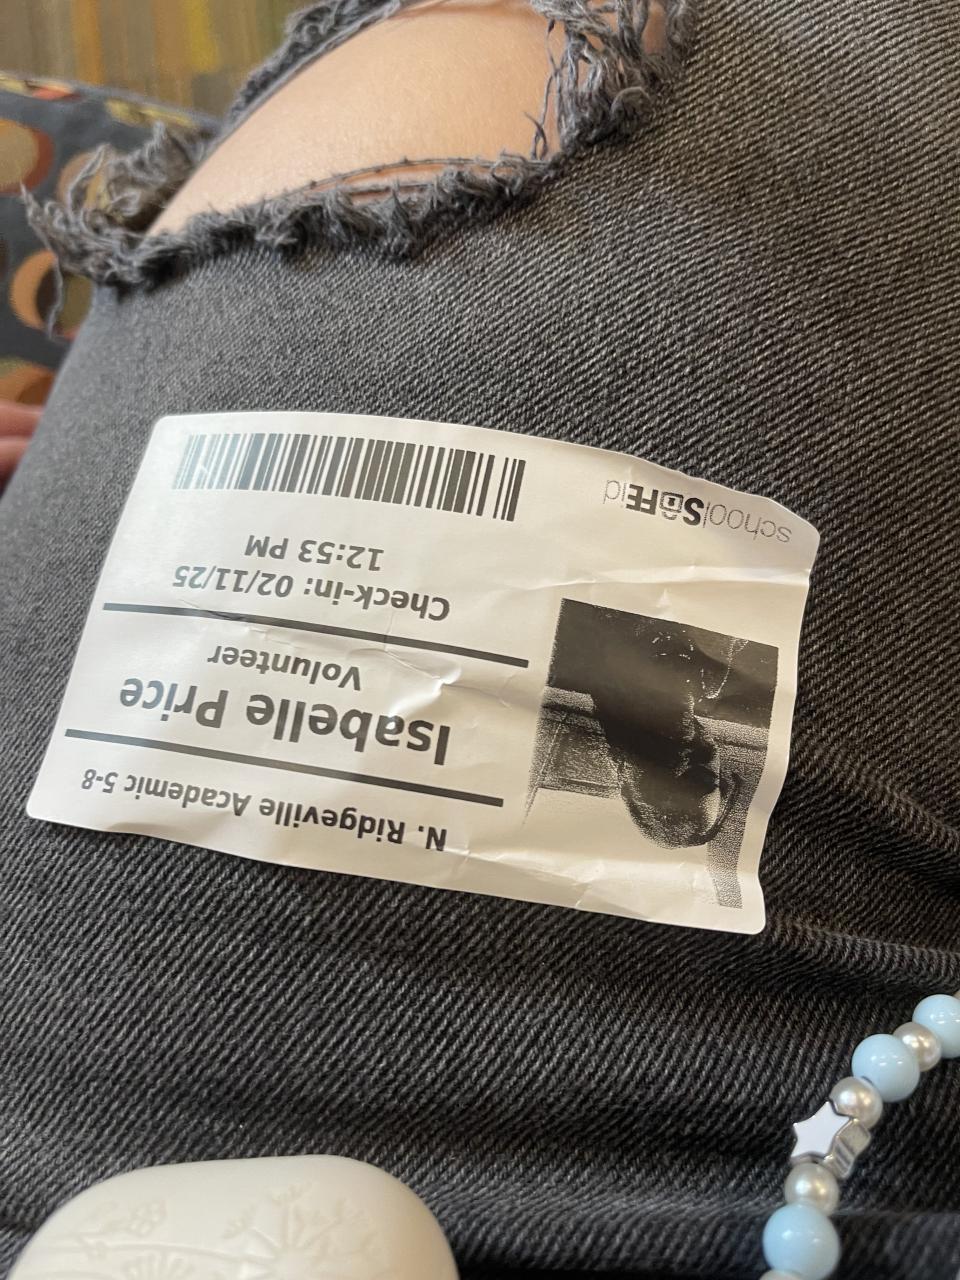 N. Ridgeville Academic 5-8
Isabelle Price
Volunteer
Check-in: 02/11/25
12:53 PM
schoolSAFEid